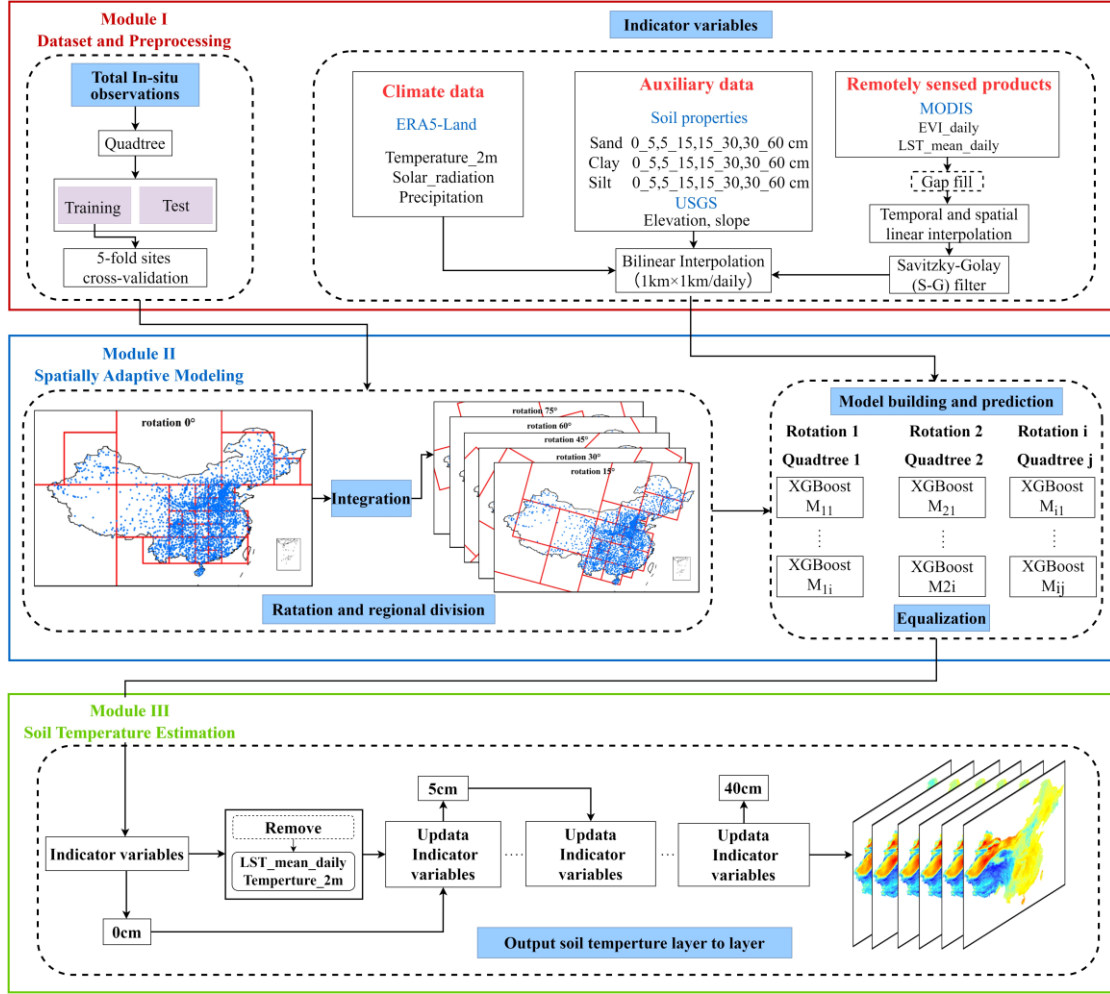 Module I
Dataset and Preprocessing
Total In-situ
observations
Quadtree
Training
Test
5-fold sites
cross-validation
Indicator variables
Climate data
ERA5-Land
Temperature_2m
Solar_radiation
Precipitation
Auxiliary data
Soil properties
Sand 0_5,5_15,15_30,30_60 cm
Clay 0_5,5_15,15_30,30_60 cm
Silt 0_5,5_15,15_30,30_60 cm
USGS
Elevation, slope
Remotely sensed products
MODIS
EVI_daily
LST_mean_daily
Gap fill
Temporal and spatial
linear interpolation
Savitzky-Golay
(S-G) filter
Bilinear Interpolation
（1km×1km/daily）
Module II
Spatially Adaptive Modeling
rotation 0°
Integration
rotation 75°
rotation 60°
rotation 45°
rotation 30°
rotation 15°
Ratation and regional division
Model building and prediction
Rotation 1 Rotation 2 Rotation i
Quadtree 1 Quadtree 2 Quadtree j
XGBoost XGBoost XGBoost
M11 M21 Mi1
XGBoost XGBoost XGBoost
M1i M2i Mij
Equalization
Module III
Soil Temperature Estimation
Indicator variables
0cm
Remove
LST_mean_daily
Temperture_2m
5cm
Updata
Indicator
variables
Updata
Indicator
variables
40cm
Updata
Indicator
variables
Output soil temperture layer to layer